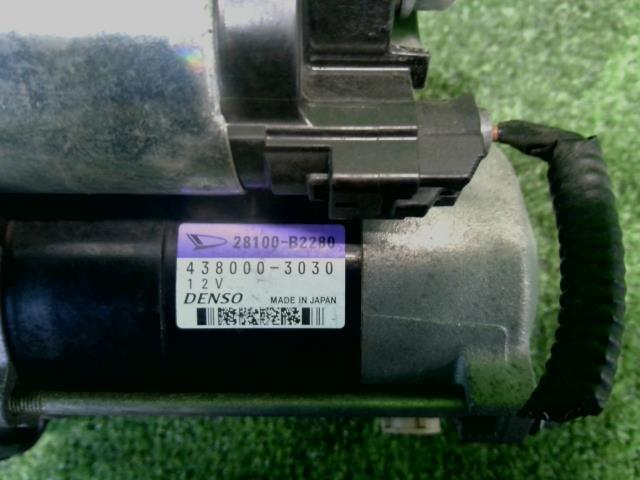 28100-B2280
438000-3030
12V
DENSO MADE IN JAPAN